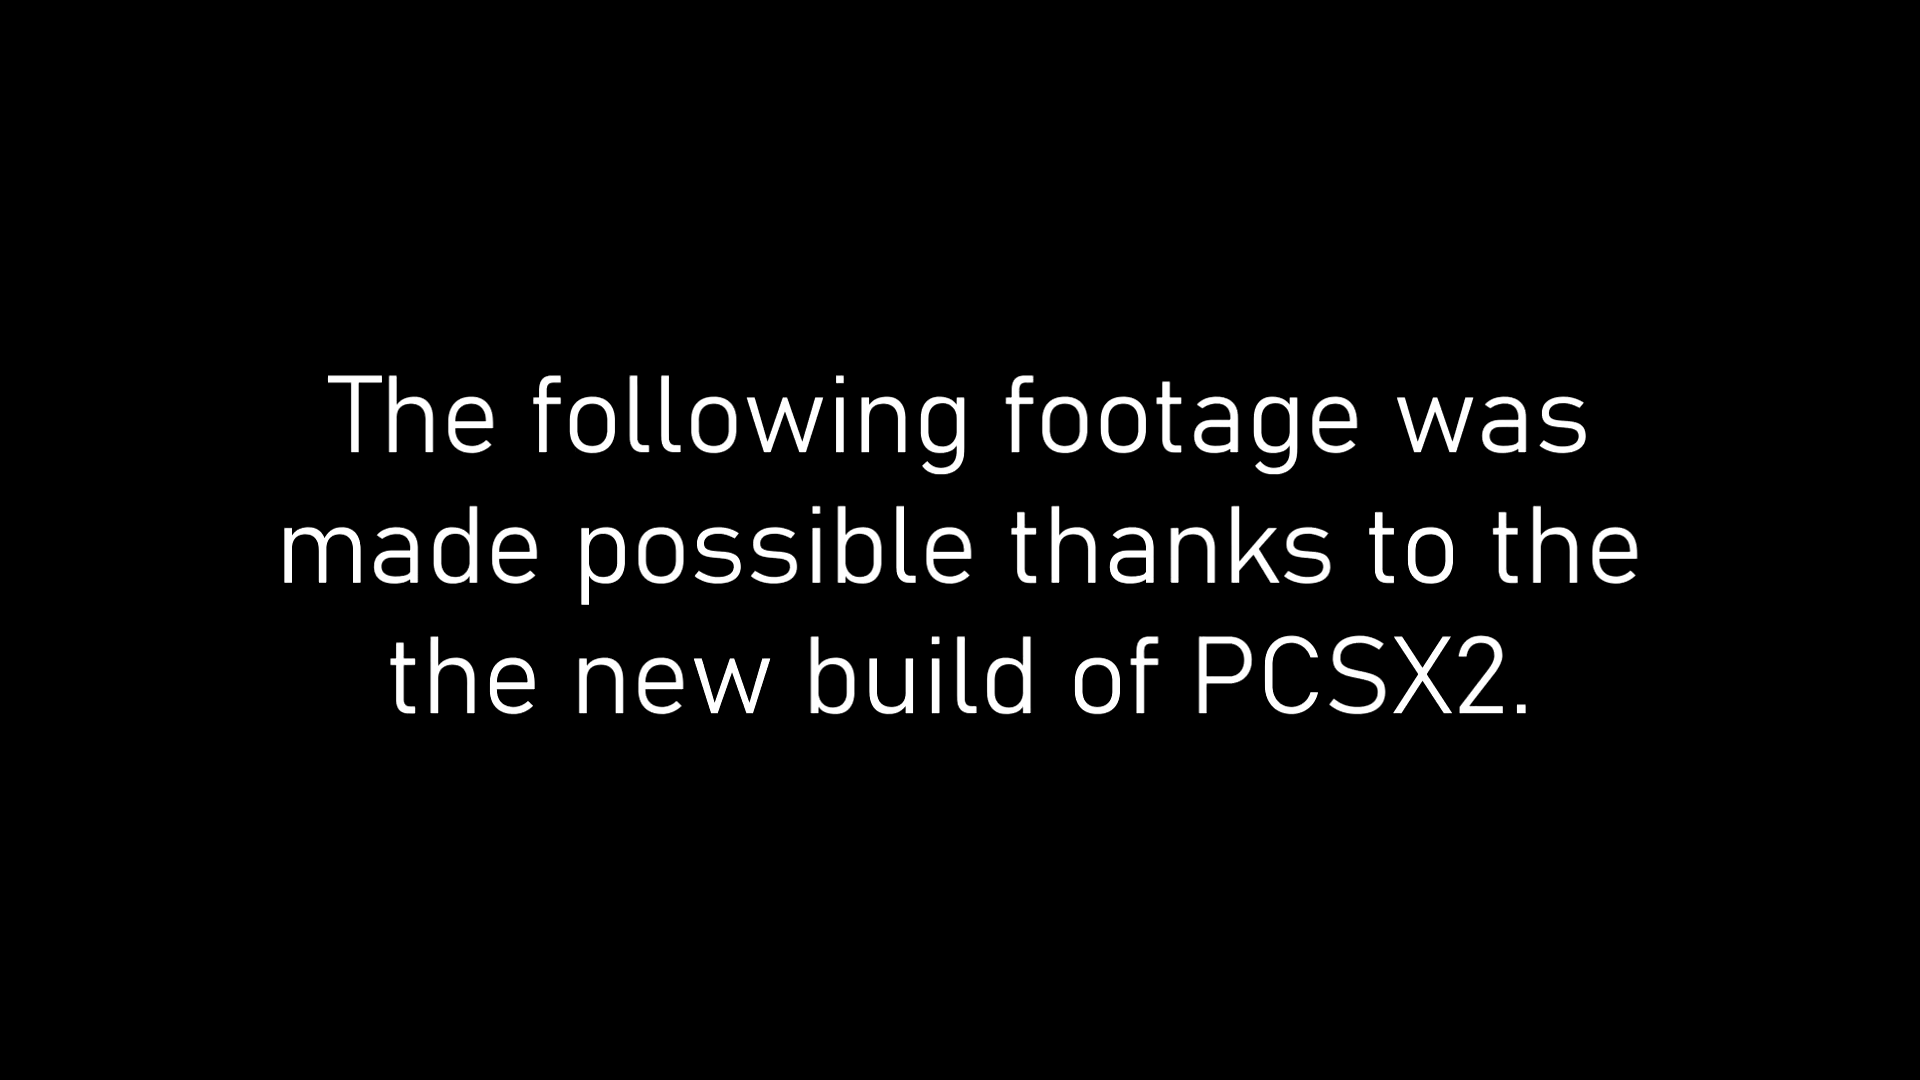 The following footage was
made possible thanks to the
the new build of PCSX2.